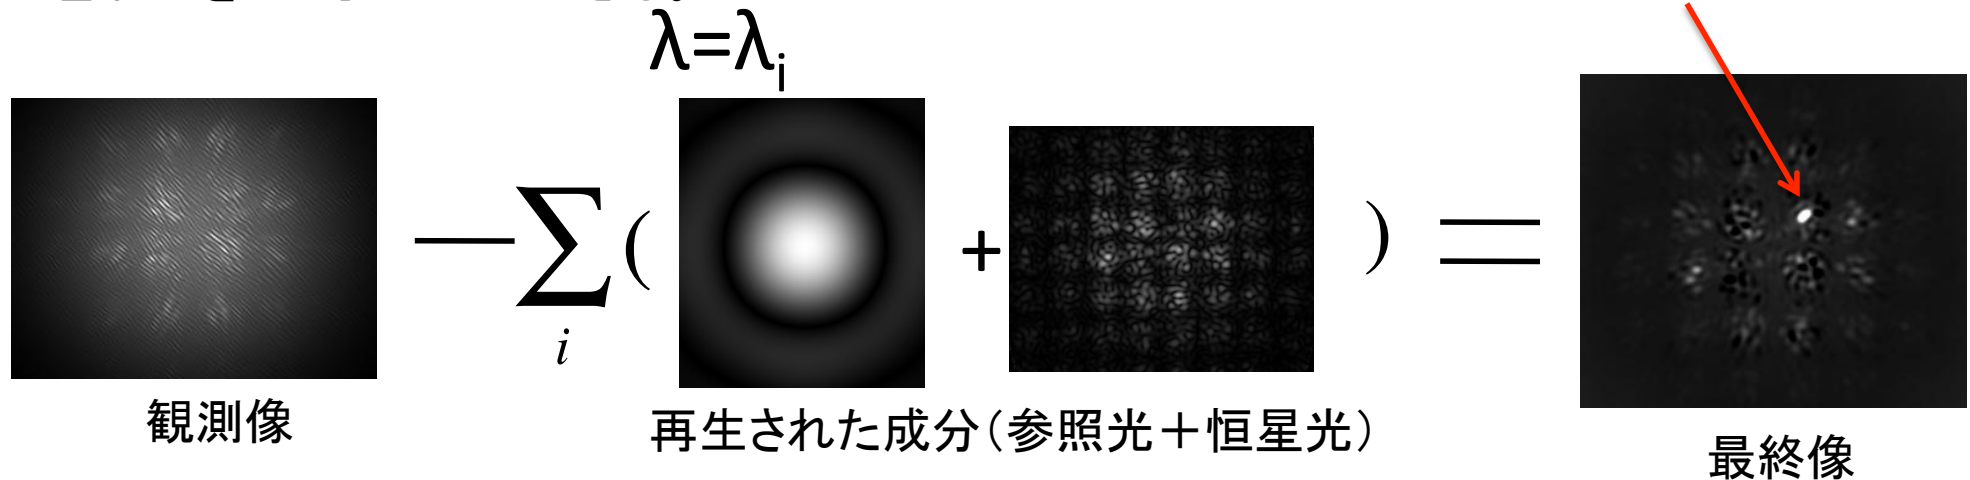 λ=λi
—∑( + ) =
i
観測像
再生された成分（参照光＋恒星光）
最終像